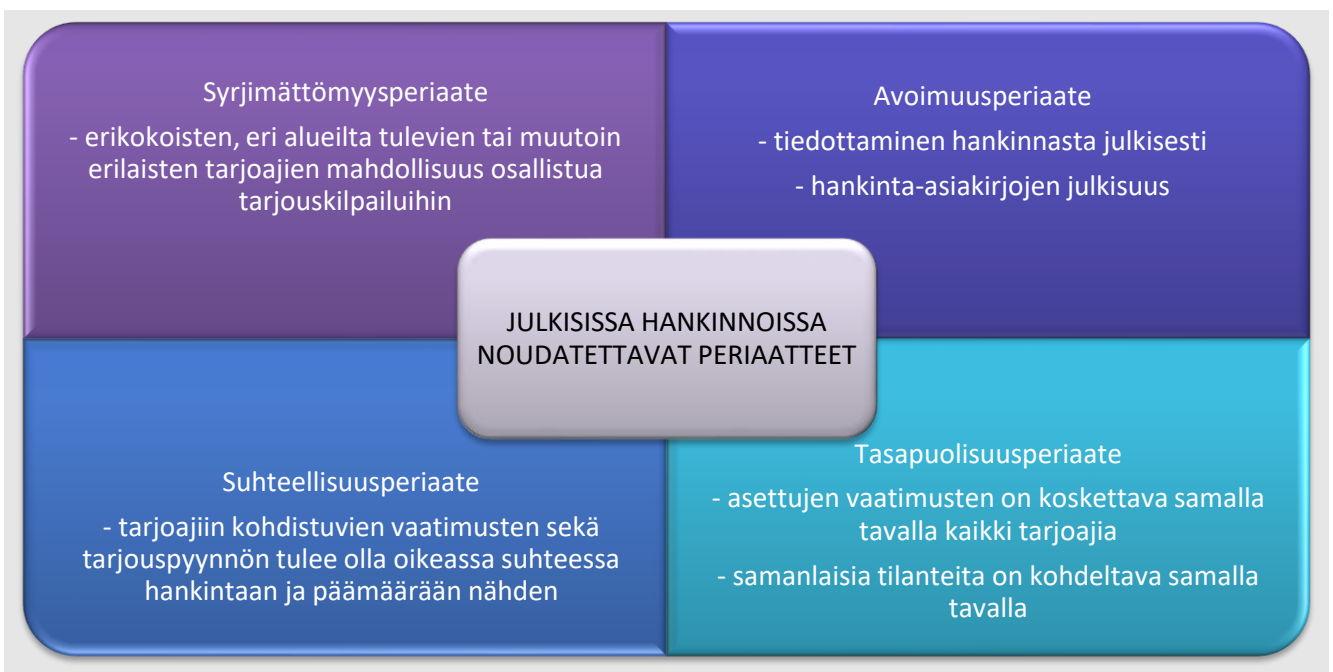 Syrjimättömyysperiaate
- erikokoisten, eri alueilta tulevien tai muutoin
erilaisten tarjoajien mahdollisuus osallistua
tarjouskilpailuihin
Avoimuusperiaate
- tiedottaminen hankinnasta julkisesti
- hankinta-asiakirjojen julkisuus
JULKISISSA HANKINNOISSA
NOUDATETTAVAT PERIAATTEET
Suhteellisuusperiaate
- tarjoajiin kohdistuvien vaatimusten sekä
tarjouspyynnön tulee olla oikeassa suhteessa
hankintaan ja päämäärään nähden
Tasapuolisuusperiaate
- asettujen vaatimusten on koskettava samalla
tavalla kaikki tarjoajia
- samanlaisia tilanteita on kohdeltava samalla
tavalla